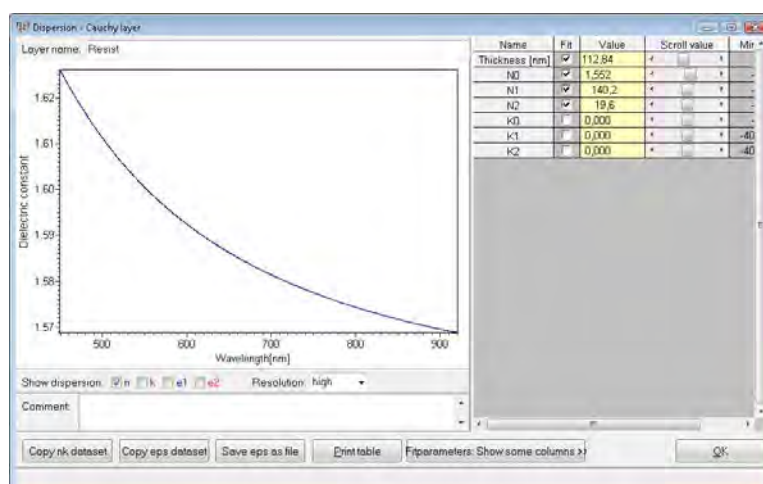 Dispersion - Cauchy layer
Layer name: Resist
Name Fit Value Scroll value Mir
Thickness [nm] 112,84
N0 1,552 -
N1 140,2 -
N2 19,6 -
K0 0,000 -
K1 0,000 -40
K2 0,000 -40
Dielectric constant
1.62
1.61
1.60
1.59
1.58
1.57
500 600 700 800 900
Wavelength[nm]
Show dispersion: n k e1 e2 Resolution: high
Comment:
Copy nk dataset Copy eps dataset Save eps as file Print table Fitparameters: Show some columns >> OK